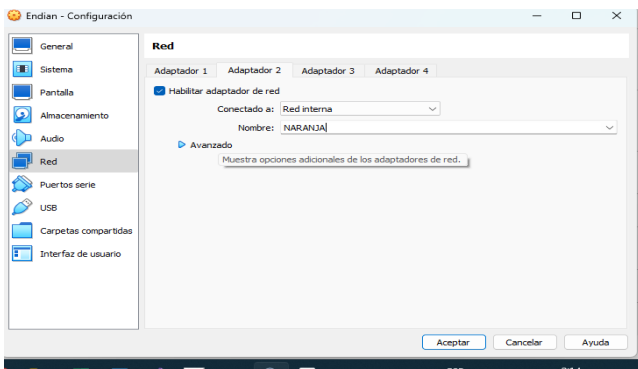 Endian - Configuración
General
Sistema
Pantalla
Almacenamiento
Audio
Red
Puertos serie
USB
Carpetas compartidas
Interfaz de usuario
Red
Adaptador 1 Adaptador 2 Adaptador 3 Adaptador 4
Habilitar adaptador de red
Conectado a: Red interna
Nombre: NARANJA
Avanzado
Muestra opciones adicionales de los adaptadores de red.
Aceptar Cancelar Ayuda